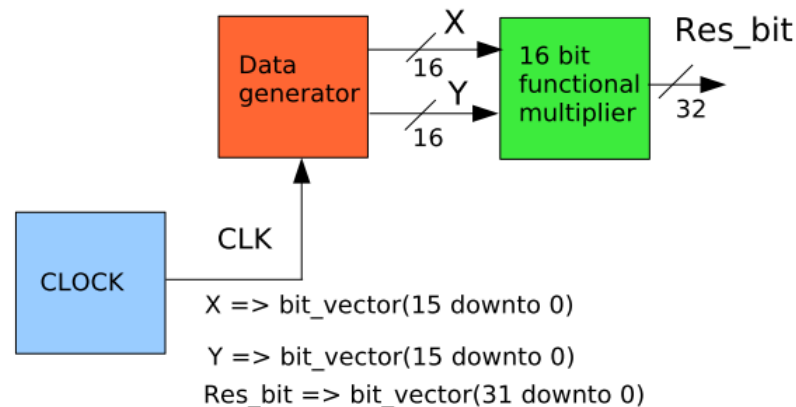 X
Res_bit
Data
generator
16
16 bit
functional
multiplier
Y
32
16
CLK
CLOCK
X => bit_vector(15 downto 0)
Y => bit_vector(15 downto 0)
Res_bit => bit_vector(31 downto 0)